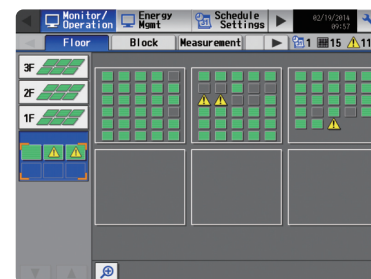 Monitor/ Operation
Energy Mgmt
Schedule Settings
02/19/2014
09:57
Floor
Block
Measurement
1
15
11
3F
2F
1F